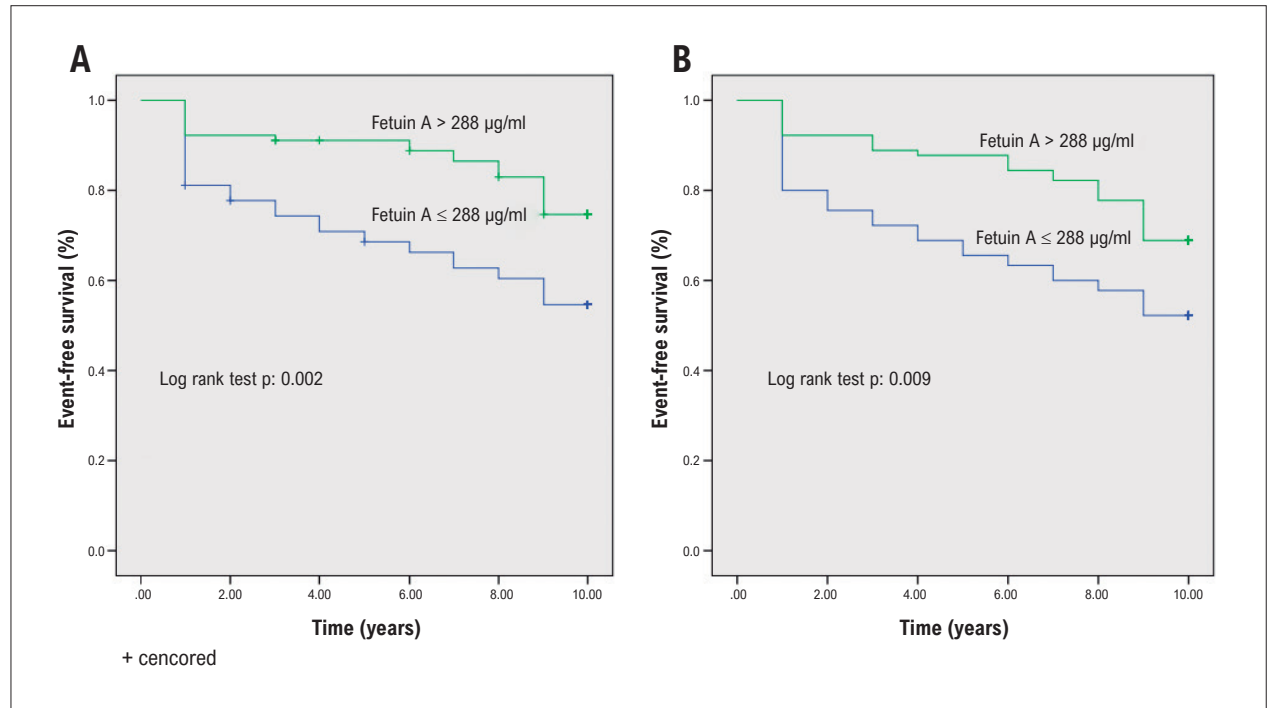 A
Event-free survival (%)
1.0
0.8
0.6
0.4
0.2
0.0
Fetuin A > 288 µg/ml
Fetuin A ≤ 288 µg/ml
Log rank test p: 0.002
.00 2.00 4.00 6.00 8.00 10.00
Time (years)
+ cencored
B
Event-free survival (%)
1.0
0.8
0.6
0.4
0.2
0.0
Fetuin A > 288 µg/ml
Fetuin A ≤ 288 µg/ml
Log rank test p: 0.009
.00 2.00 4.00 6.00 8.00 10.00
Time (years)